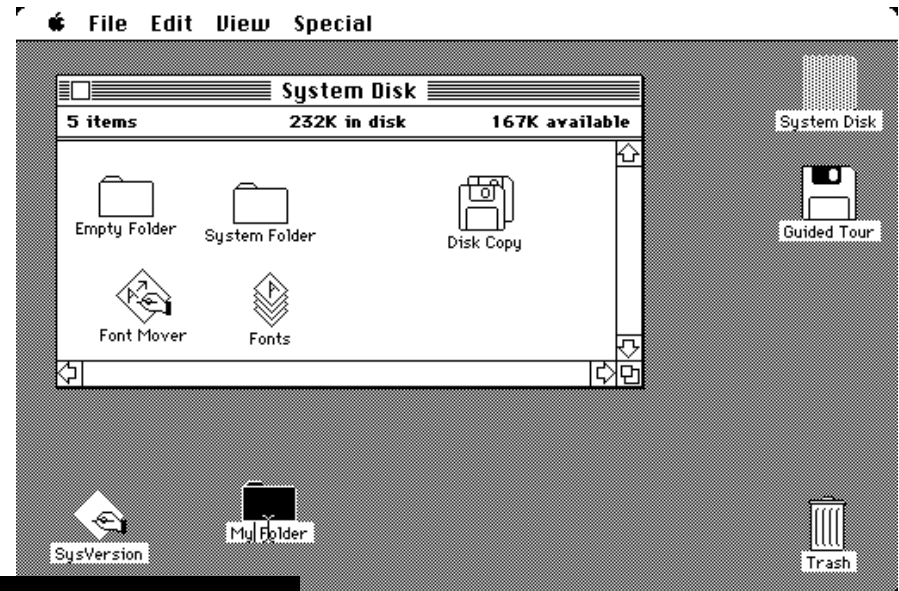 File Edit View Special
System Disk
5 items 232K in disk 167K available
Empty Folder System Folder Disk Copy
Font Mover Fonts
System Disk
Guided Tour
SysVersion My Folder Trash